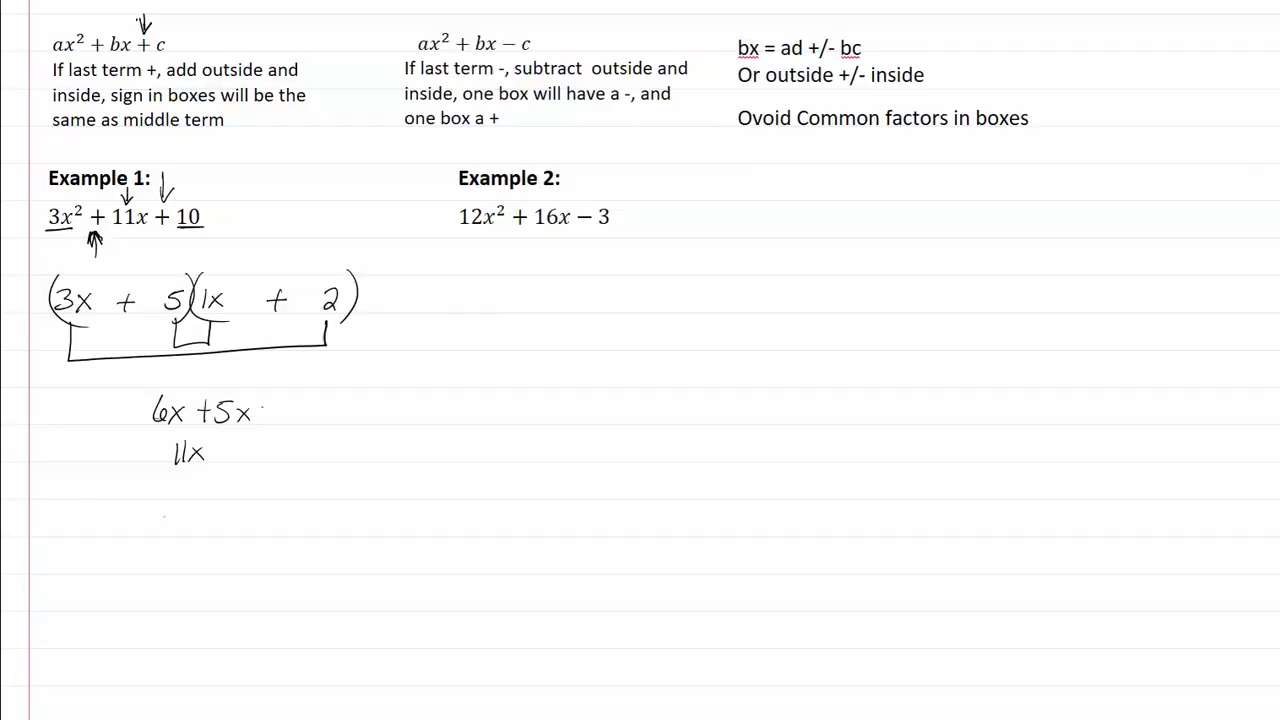 ax² + bx + c
If last term +, add outside and
inside, sign in boxes will be the
same as middle term
ax² + bx − c
If last term -, subtract outside and
inside, one box will have a -, and
one box a +
bx = ad +/- bc
Or outside +/- inside
Ovoid Common factors in boxes
Example 1:
3x² + 11x + 10
(3x + 5)(1x + 2)
6x + 5x
11x
Example 2:
12x² + 16x − 3